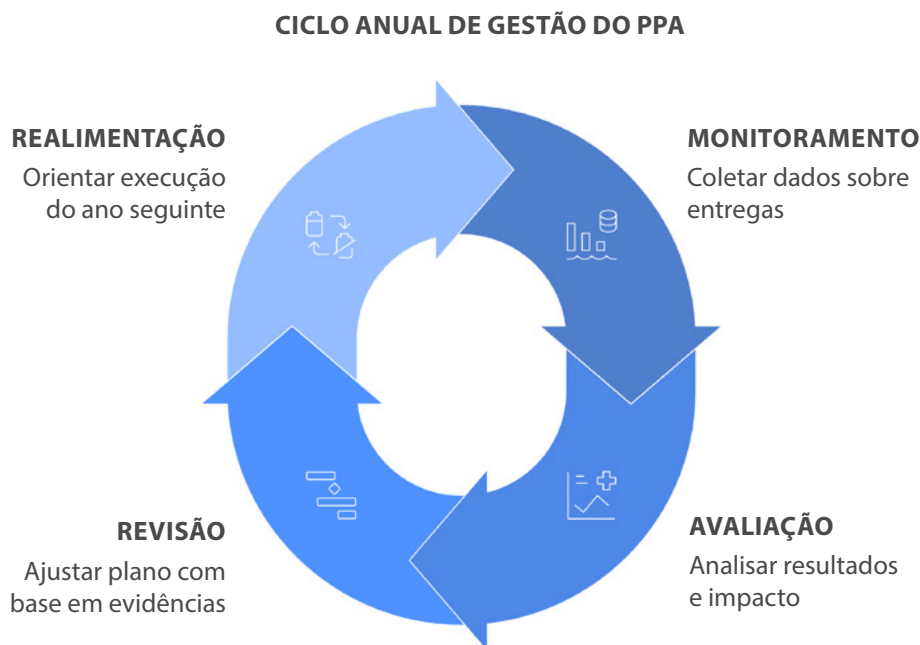 CICLO ANUAL DE GESTÃO DO PPA
REALIMENTAÇÃO
Orientar execução
do ano seguinte
MONITORAMENTO
Coletar dados sobre
entregas
REVISÃO
Ajustar plano com
base em evidências
AVALIAÇÃO
Analisar resultados
e impacto